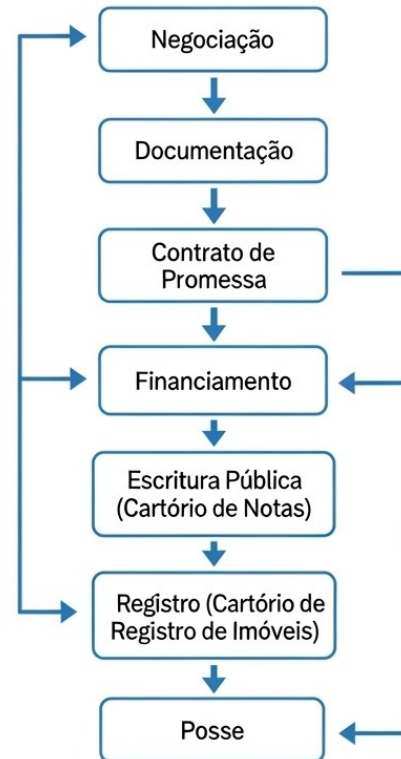 Negociação
Documentação
Contrato de
Promessa
Financiamento
Escritura Pública
(Cartório de Notas)
Registro (Cartório de
Registro de Imóveis)
Posse